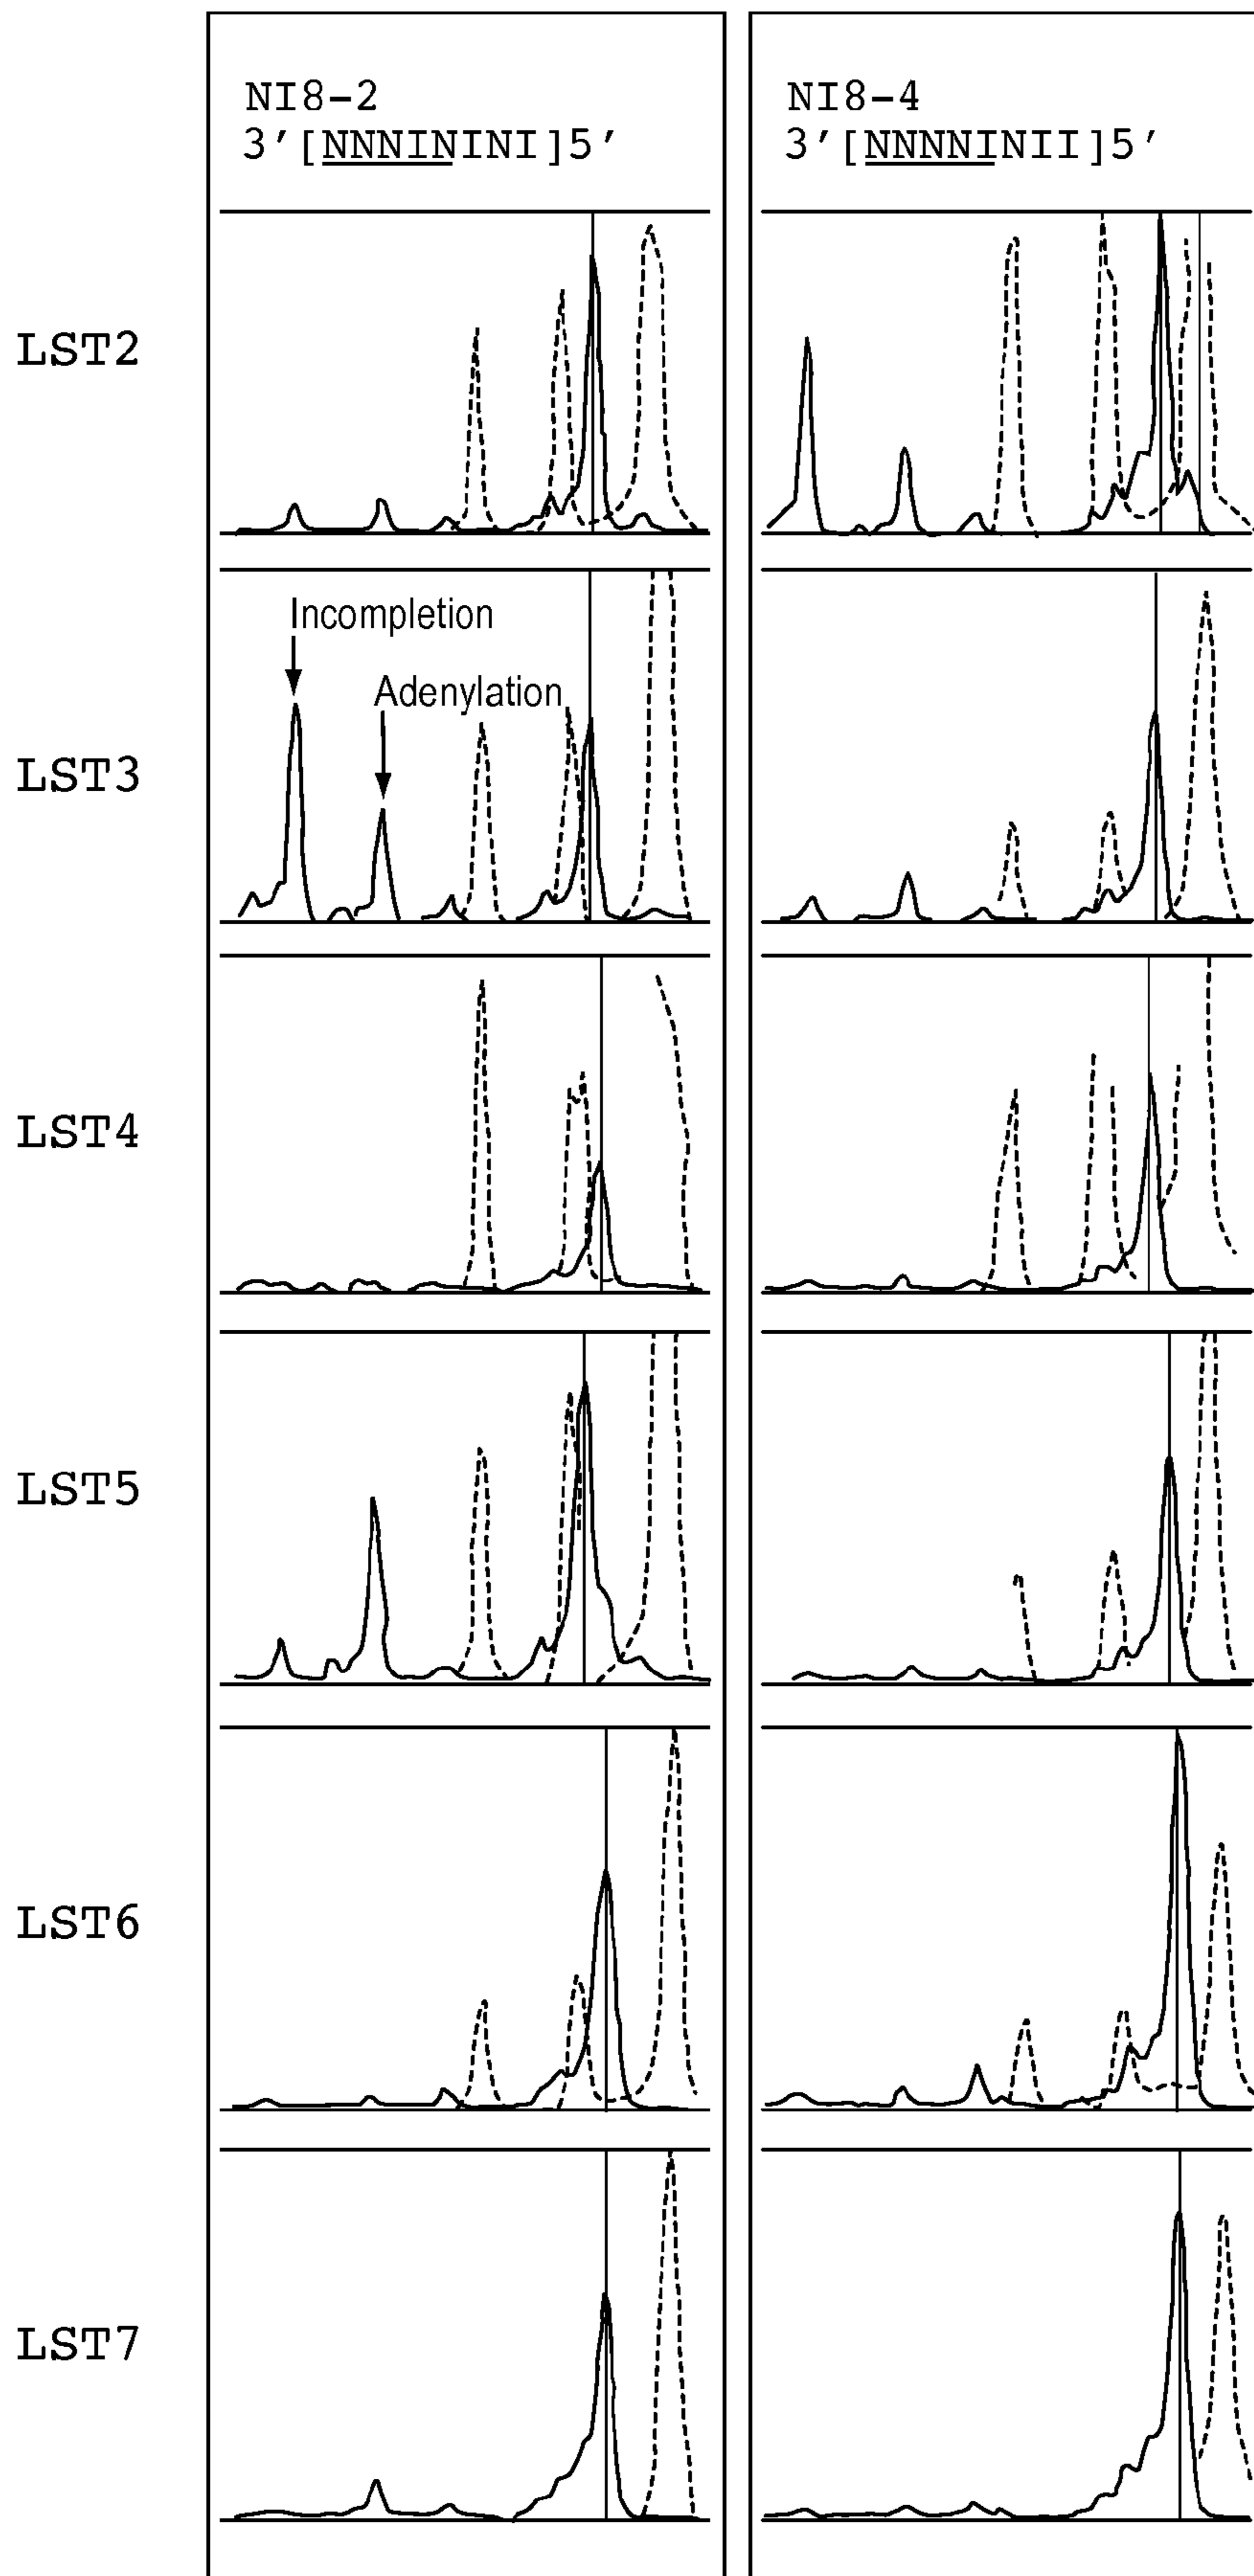 NI8-2
3′[NNNININI]5′
NI8-4
3′[NNNNINII]5′
LST2
LST3
Incompletion
Adenylation
LST4
LST5
LST6
LST7